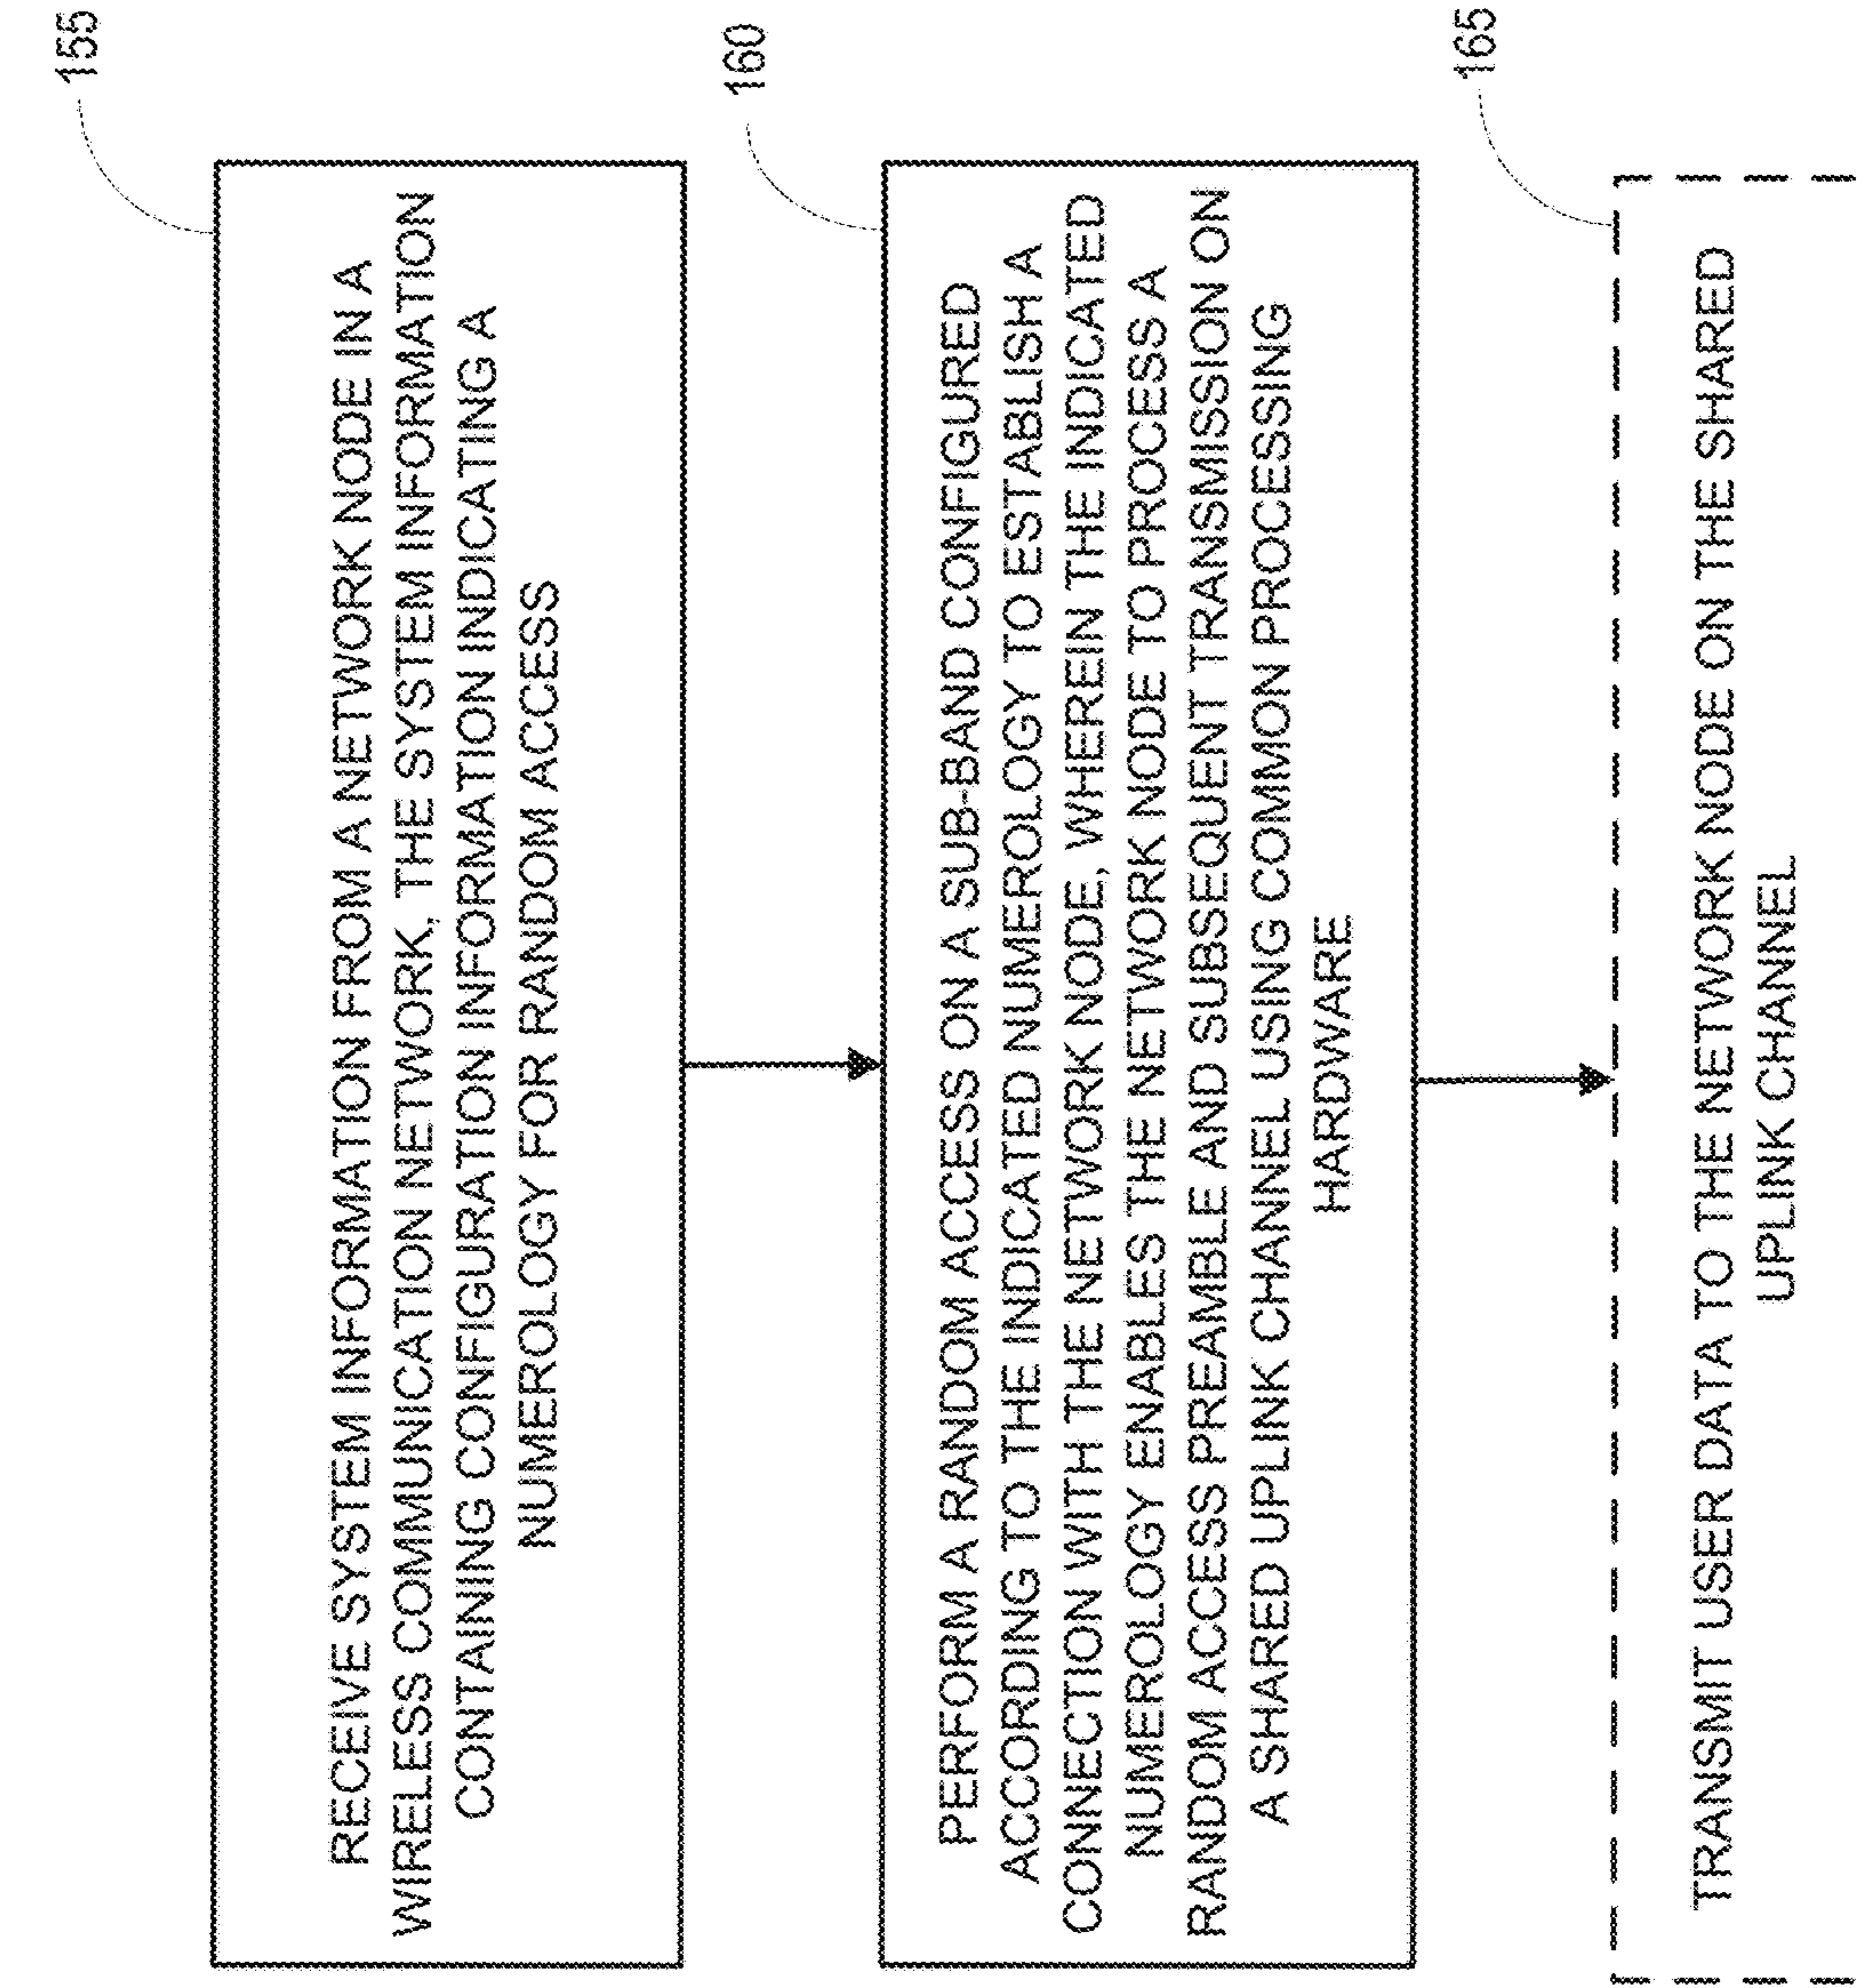 155
RECEIVE SYSTEM INFORMATION FROM A NETWORK NODE IN A
WIRELESS COMMUNICATION NETWORK, THE SYSTEM INFORMATION
CONTAINING CONFIGURATION INFORMATION INDICATING A
NUMEROLOGY FOR RANDOM ACCESS
160
PERFORM A RANDOM ACCESS ON A SUB-BAND CONFIGURED
ACCORDING TO THE INDICATED NUMEROLOGY TO ESTABLISH A
CONNECTION WITH THE NETWORK NODE, WHEREIN THE INDICATED
NUMEROLOGY ENABLES THE NETWORK NODE TO PROCESS A
RANDOM ACCESS PREAMBLE AND SUBSEQUENT TRANSMISSION ON
A SHARED UPLINK CHANNEL USING COMMON PROCESSING
HARDWARE
165
TRANSMIT USER DATA TO THE NETWORK NODE ON THE SHARED
UPLINK CHANNEL